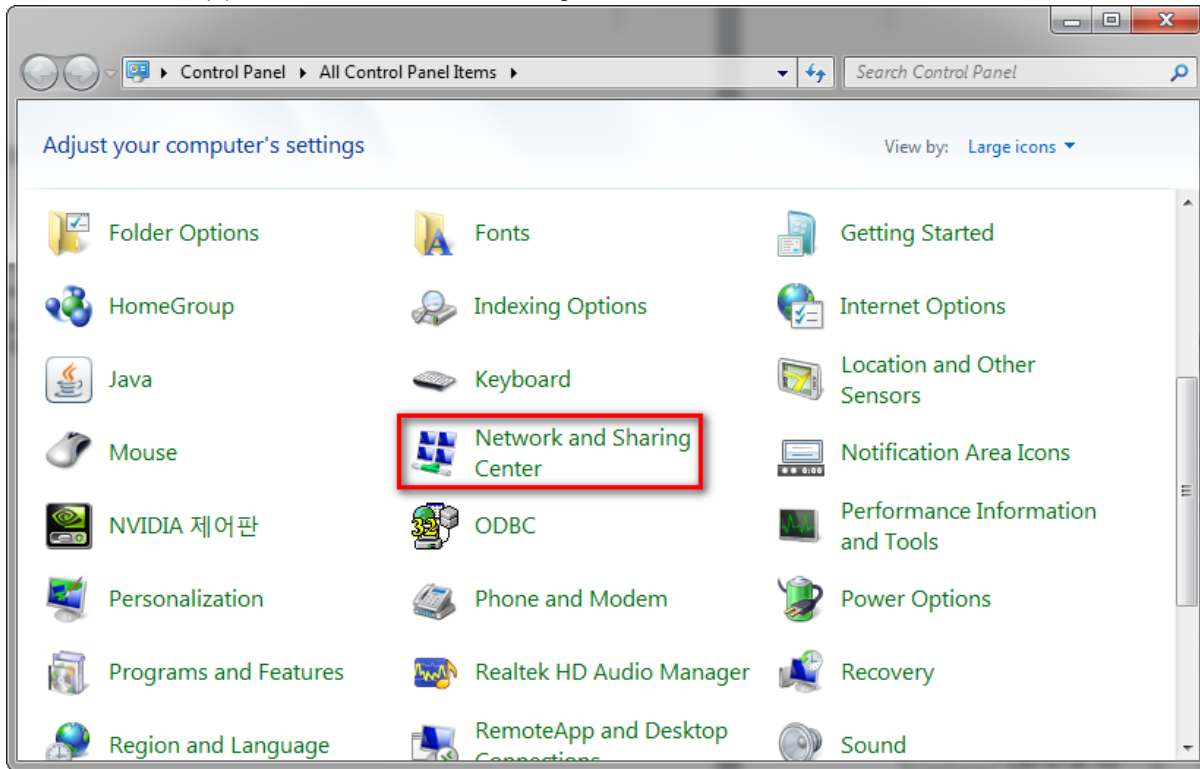 Control Panel ▸ All Control Panel Items ▸
Search Control Panel
Adjust your computer's settings
View by: Large icons
Folder Options
Fonts
Getting Started
HomeGroup
Indexing Options
Internet Options
Java
Keyboard
Location and Other
Sensors
Mouse
Network and Sharing
Center
Notification Area Icons
NVIDIA 제어판
ODBC
Performance Information
and Tools
Personalization
Phone and Modem
Power Options
Programs and Features
Realtek HD Audio Manager
Recovery
Region and Language
RemoteApp and Desktop
Connections
Sound